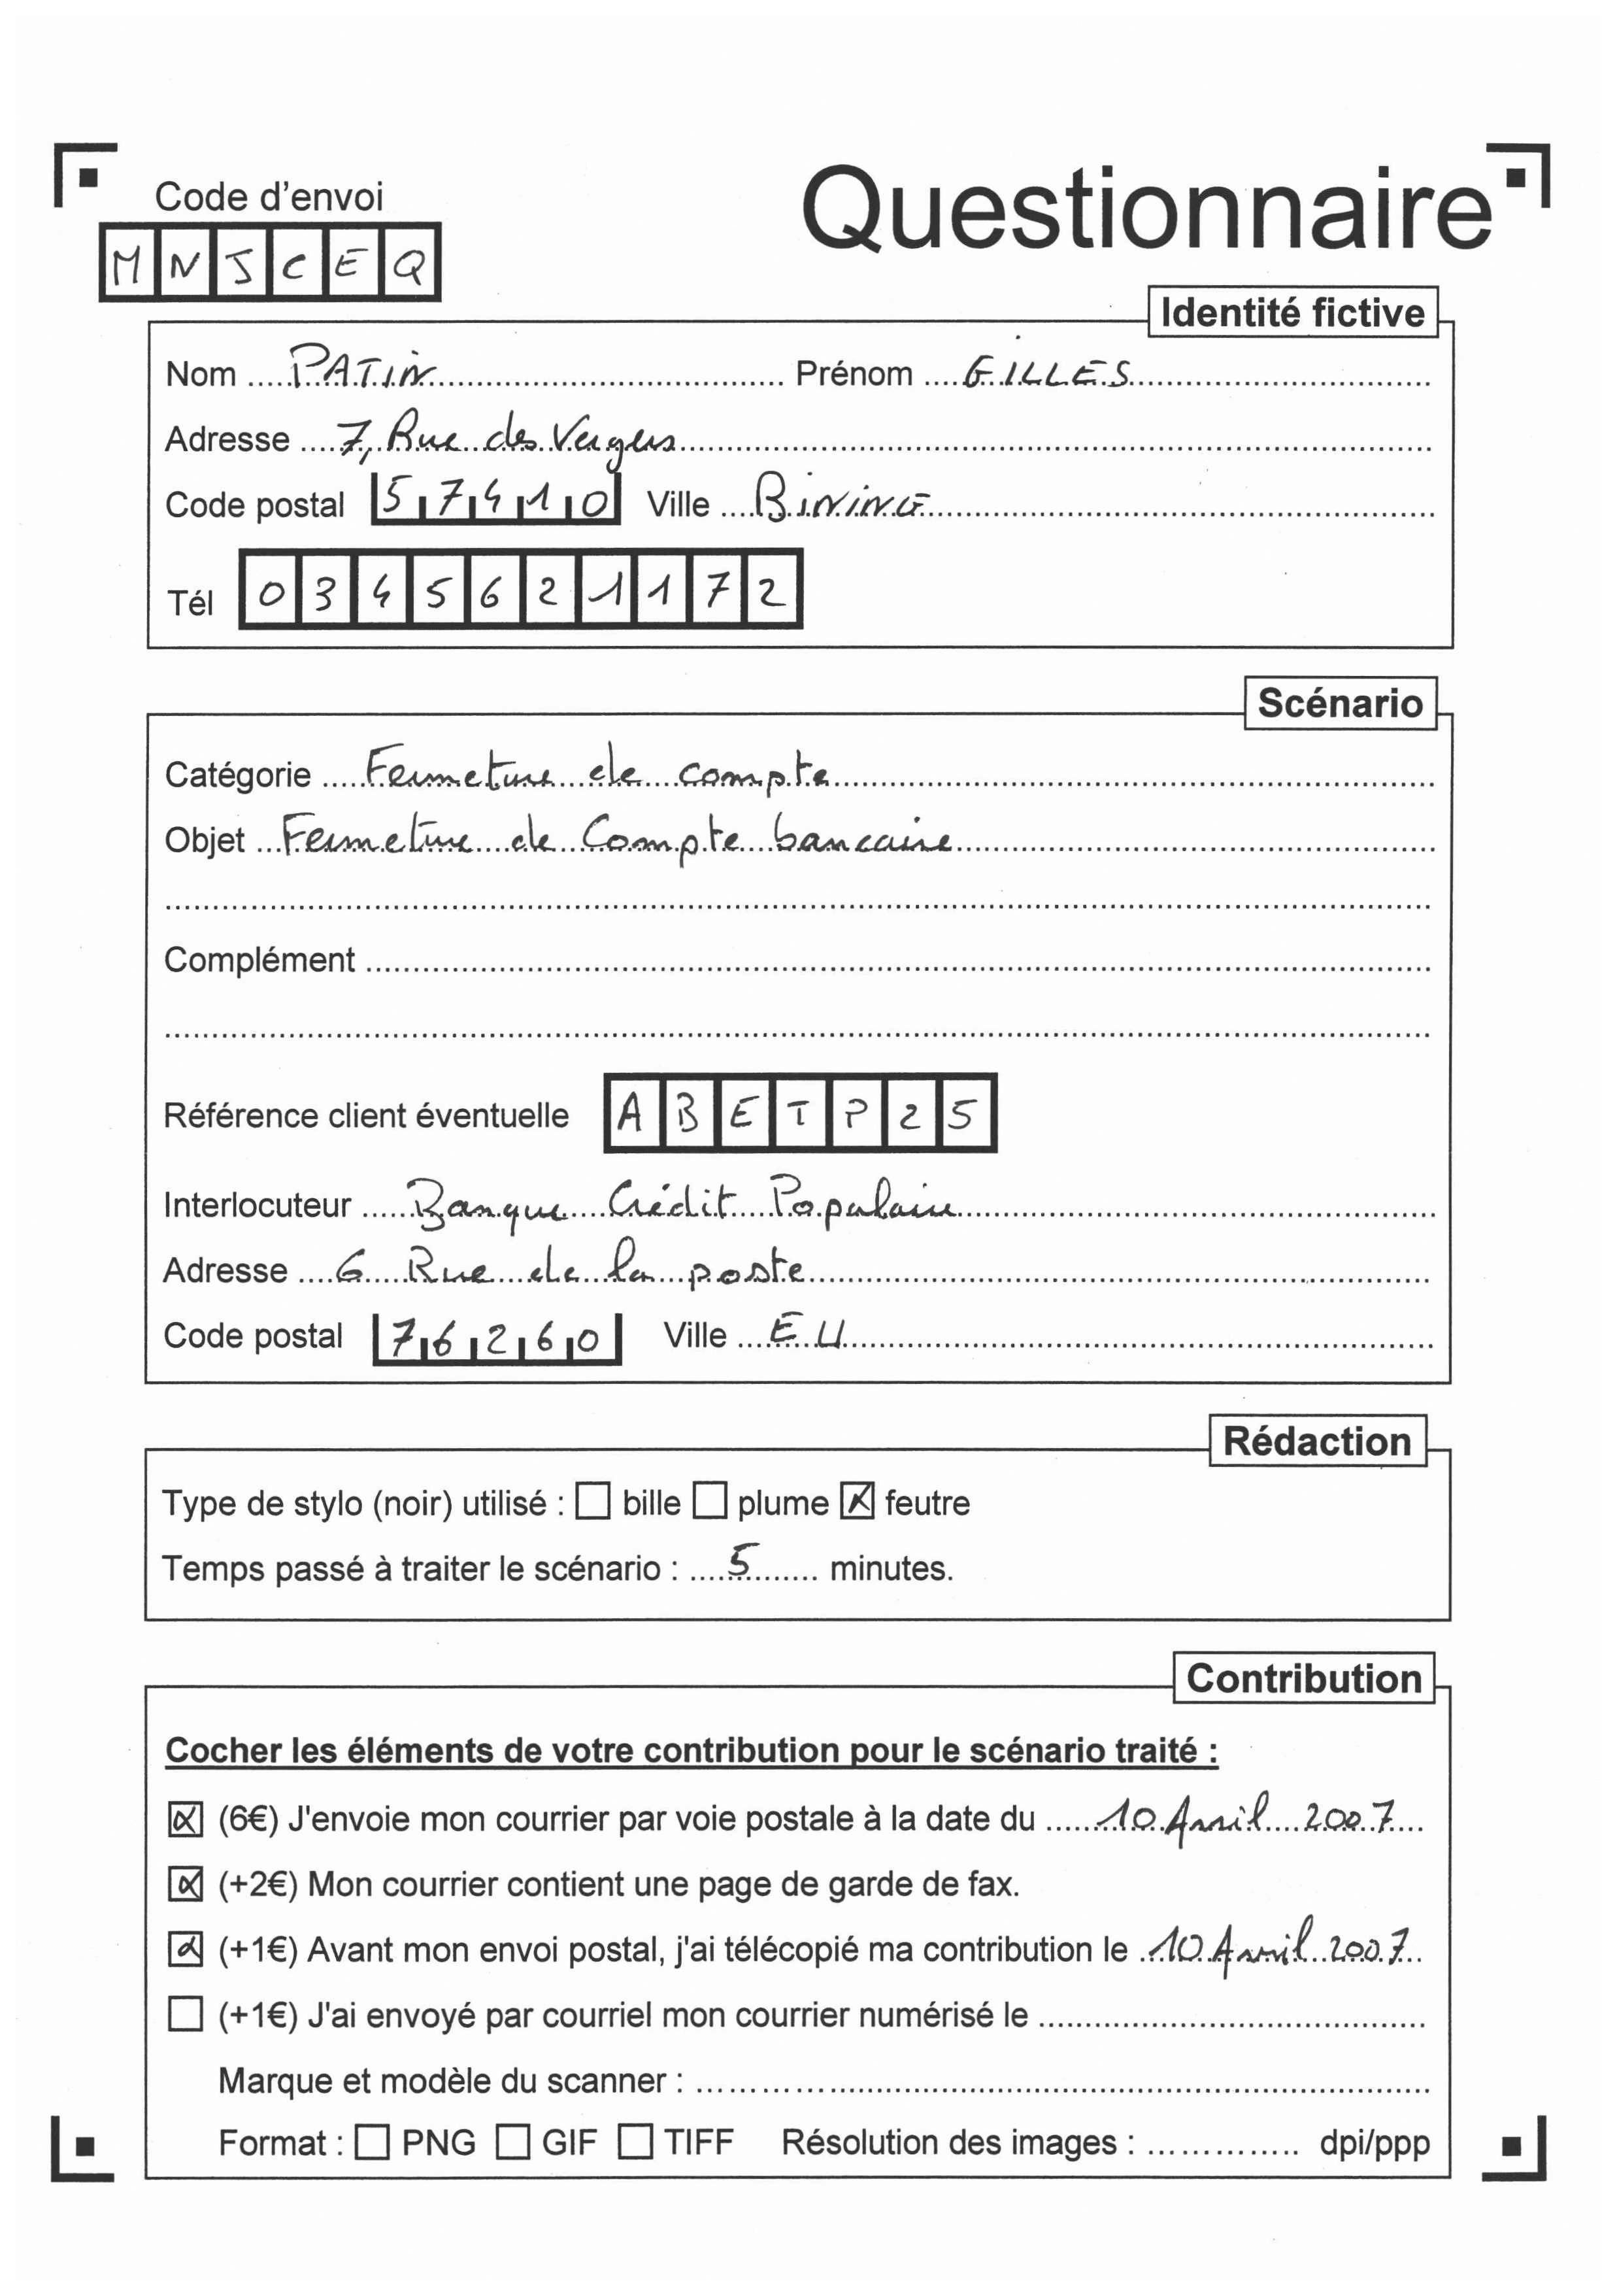 Code d'envoi
Questionnaire
MNJCEQ
Identité fictive
Nom PATIN Prénom GILLES
Adresse 7, Rue des Vergers
Code postal 57410 Ville BINING
Tél 0345621172
Scénario
Catégorie Fermeture de compte
Objet Fermeture de Compte bancaire
Complément
Référence client éventuelle ABETP25
Interlocuteur Banque Crédit Populaire
Adresse 6 Rue de la poste
Code postal 76260 Ville EU
Rédaction
Type de stylo (noir) utilisé : ☐ bille ☐ plume ☒ feutre
Temps passé à traiter le scénario : 5 minutes.
Contribution
Cocher les éléments de votre contribution pour le scénario traité :
☒ (6€) J'envoie mon courrier par voie postale à la date du 10 Avril 2007
☒ (+2€) Mon courrier contient une page de garde de fax.
☒ (+1€) Avant mon envoi postal, j'ai télécopié ma contribution le 10 Avril 2007
☐ (+1€) J'ai envoyé par courriel mon courrier numérisé le
Marque et modèle du scanner :
Format : ☐ PNG ☐ GIF ☐ TIFF Résolution des images : dpi/ppp